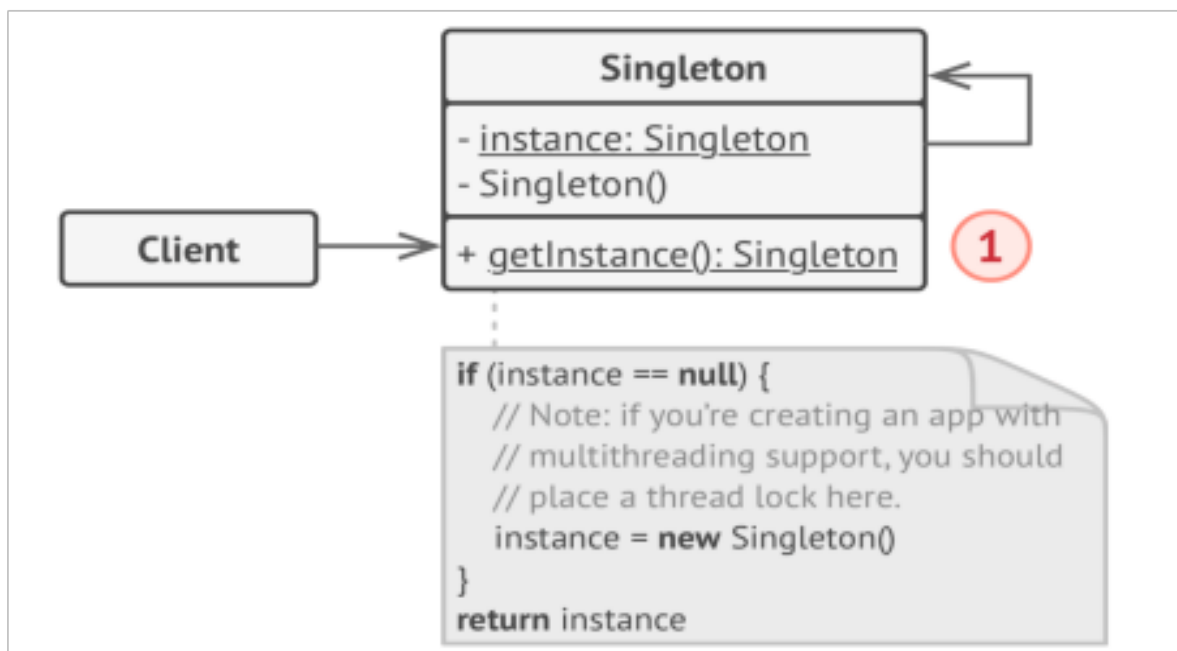 Singleton
- instance: Singleton
- Singleton()
Client
+ getInstance(): Singleton
1
if (instance == null) {
// Note: if you're creating an app with
// multithreading support, you should
// place a thread lock here.
instance = new Singleton()
}
return instance